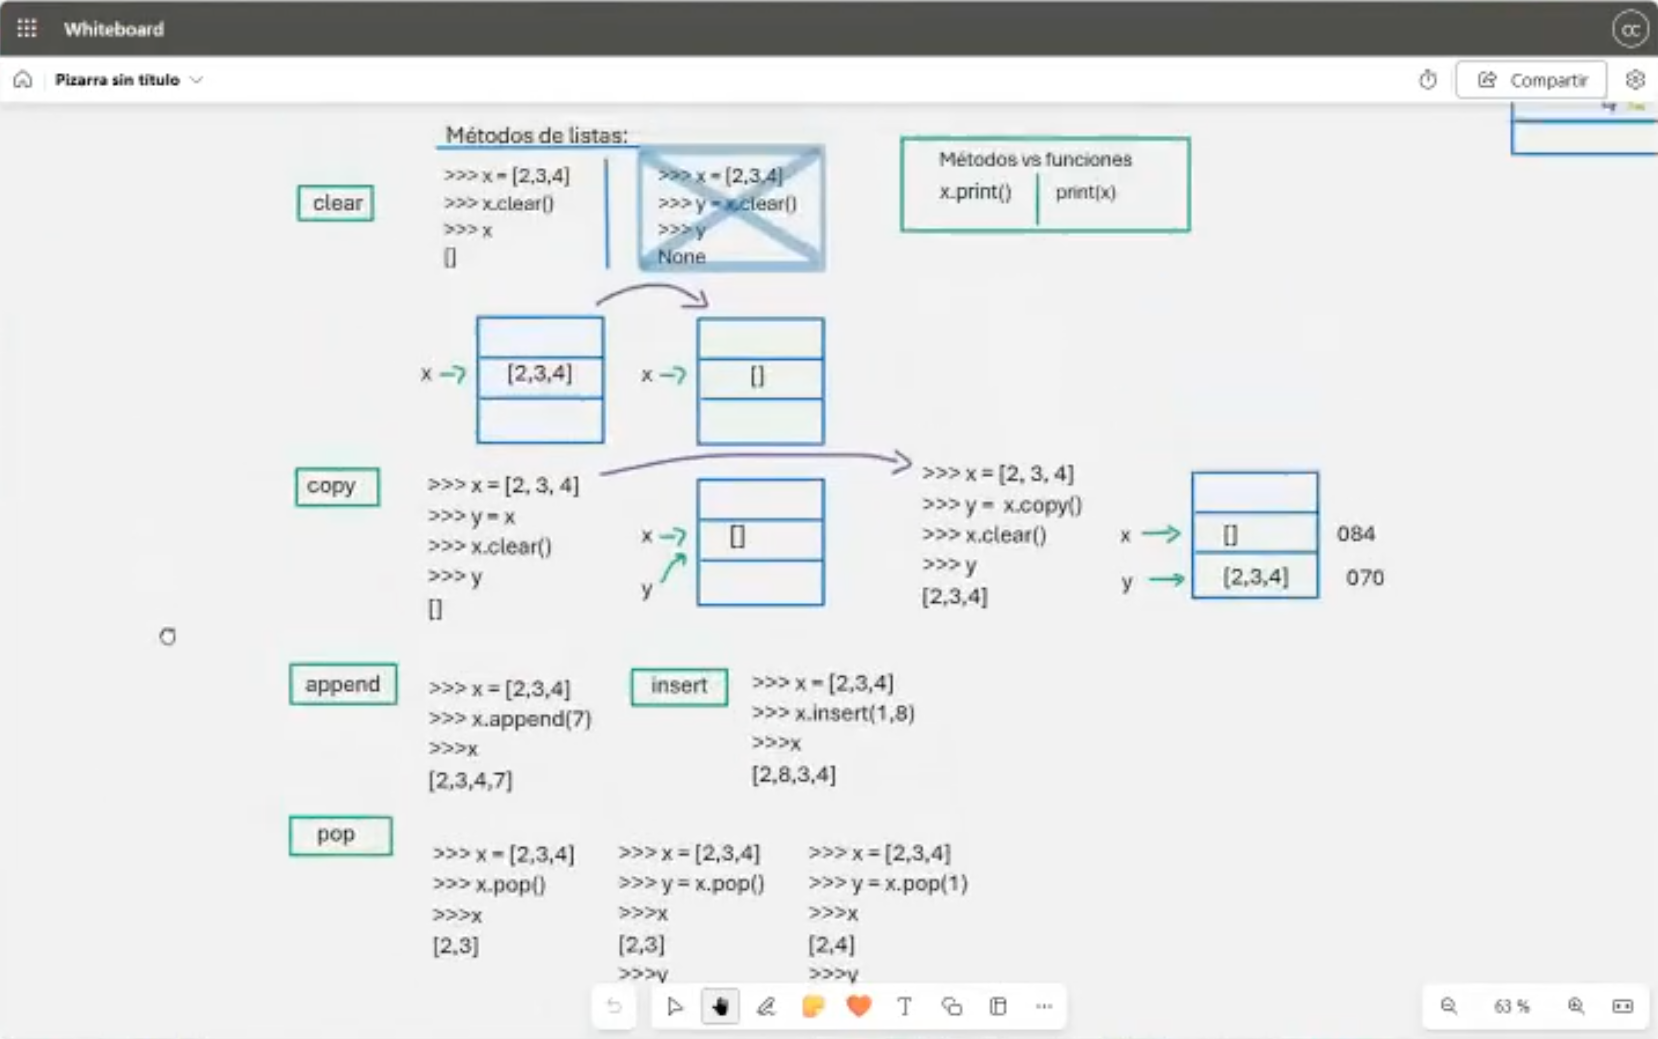 Whiteboard
CC
Pizarra sin título
Compartir
Métodos de listas:
clear
>>> x = [2,3,4]
>>> x.clear()
>>> x
[]
>>> x = [2,3,4]
>>> y = x.clear()
>>> y
None
Métodos vs funciones
x.print()
print(x)
x
[2,3,4]
x
[]
copy
>>> x = [2, 3, 4]
>>> y = x
>>> x.clear()
>>> y
[]
x
[]
y
>>> x = [2, 3, 4]
>>> y = x.copy()
>>> x.clear()
>>> y
[2,3,4]
x
[]
084
y
[2,3,4]
070
append
>>> x = [2,3,4]
>>> x.append(7)
>>>x
[2,3,4,7]
insert
>>> x = [2,3,4]
>>> x.insert(1,8)
>>>x
[2,8,3,4]
pop
>>> x = [2,3,4]
>>> x.pop()
>>>x
[2,3]
>>> x = [2,3,4]
>>> y = x.pop()
>>>x
[2,3]
>>>y
>>> x = [2,3,4]
>>> y = x.pop(1)
>>>x
[2,4]
>>>y
63 %